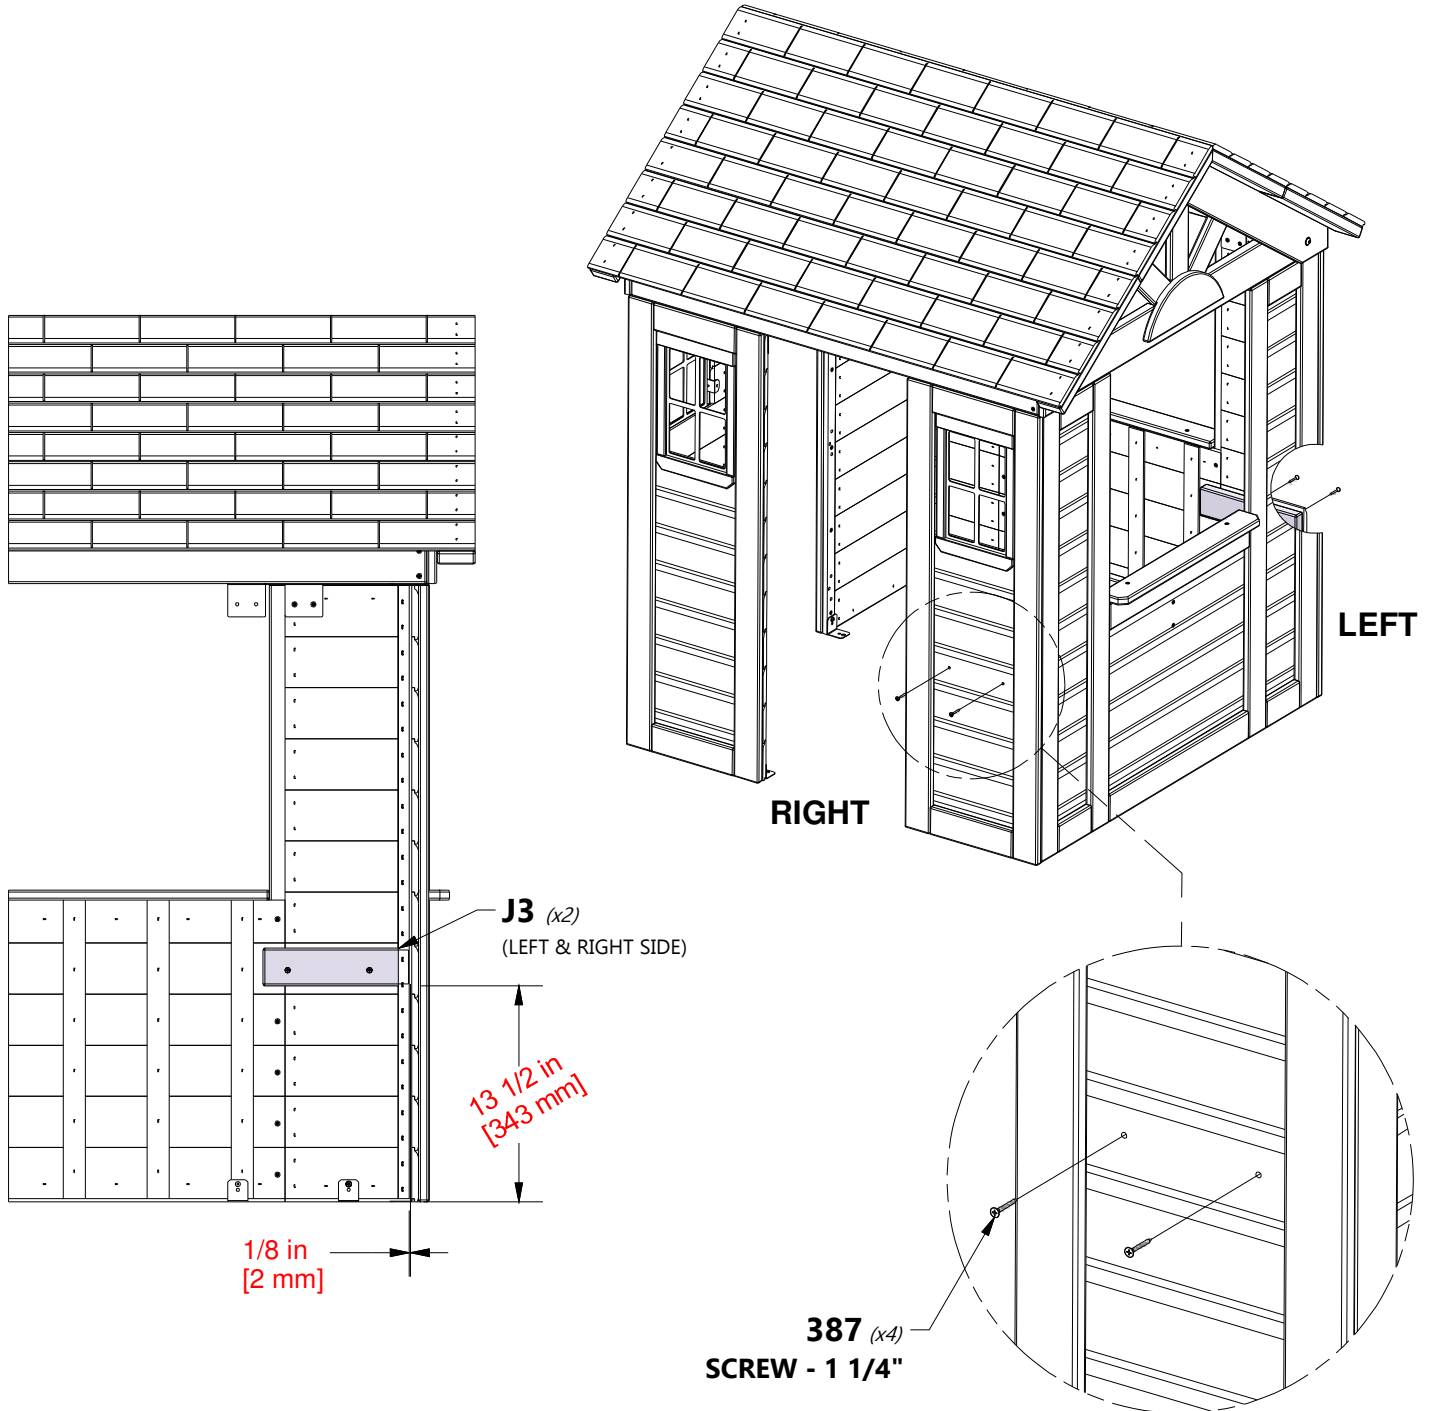 LEFT
RIGHT
J3 (x2)
(LEFT & RIGHT SIDE)
13 1/2 in
[343 mm]
1/8 in
[2 mm]
387 (x4)
SCREW - 1 1/4"